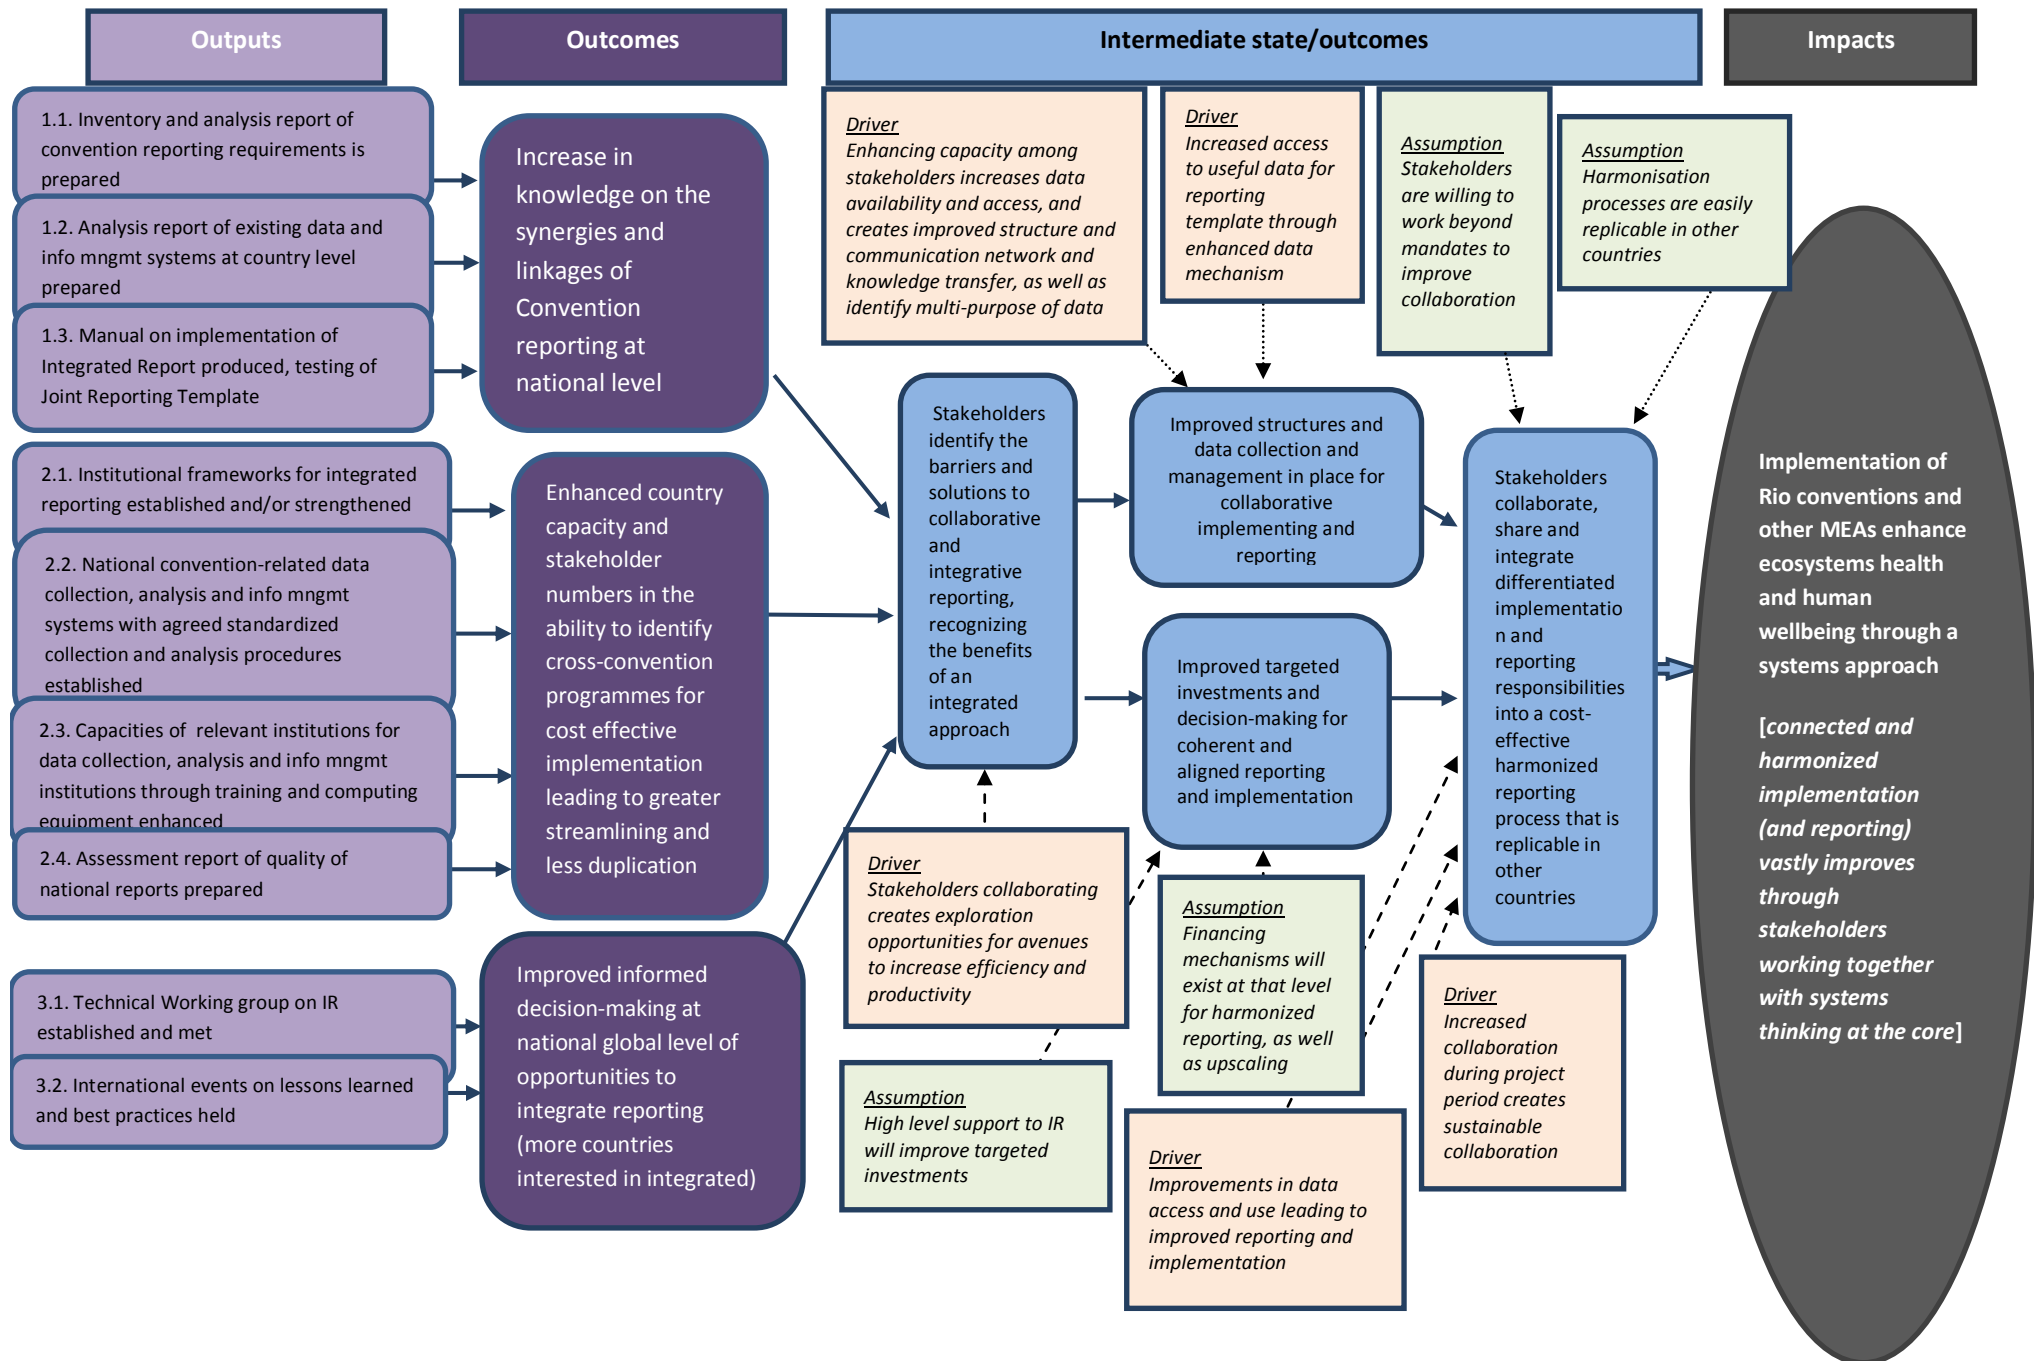 Outputs
Outcomes
Intermediate state/outcomes
Impacts
1.1. Inventory and analysis report of
convention reporting requirements is
prepared
1.2. Analysis report of existing data and
info mngmt systems at country level
prepared
1.3. Manual on implementation of
Integrated Report produced, testing of
Joint Reporting Template
2.1. Institutional frameworks for integrated
reporting established and/or strengthened
2.2. National convention-related data
collection, analysis and info mngmt
systems with agreed standardized
collection and analysis procedures
established
2.3. Capacities of relevant institutions for
data collection, analysis and info mngmt
institutions through training and computing
equipment enhanced
2.4. Assessment report of quality of
national reports prepared
3.1. Technical Working group on IR
established and met
3.2. International events on lessons learned
and best practices held
Increase in
knowledge on the
synergies and
linkages of
Convention
reporting at
national level
Enhanced country
capacity and
stakeholder
numbers in the
ability to identify
cross-convention
programmes for
cost effective
implementation
leading to greater
streamlining and
less duplication
Improved informed
decision-making at
national global level of
opportunities to
integrate reporting
(more countries
interested in integrated)
Driver
Enhancing capacity among
stakeholders increases data
availability and access, and
creates improved structure and
communication network and
knowledge transfer, as well as
identify multi-purpose of data
Driver
Increased access
to useful data for
reporting
template through
enhanced data
mechanism
Assumption
Stakeholders
are willing to
work beyond
mandates to
improve
collaboration
Assumption
Harmonisation
processes are easily
replicable in other
countries
Stakeholders
identify the
barriers and
solutions to
collaborative
and
integrative
reporting,
recognizing
the benefits
of an
integrated
approach
Improved structures and
data collection and
management in place for
collaborative
implementing and
reporting
Improved targeted
investments and
decision-making for
coherent and
aligned reporting
and implementation
Stakeholders
collaborate,
share and
integrate
differentiated
implementatio
n and
reporting
responsibilities
into a cost-
effective
harmonized
reporting
process that is
replicable in
other
countries
Driver
Stakeholders collaborating
creates exploration
opportunities for avenues
to increase efficiency and
productivity
Assumption
High level support to IR
will improve targeted
investments
Assumption
Financing
mechanisms will
exist at that level
for harmonized
reporting, as well
as upscaling
Driver
Improvements in data
access and use leading to
improved reporting and
implementation
Driver
Increased
collaboration
during project
period creates
sustainable
collaboration
Implementation of
Rio conventions and
other MEAs enhance
ecosystems health
and human
wellbeing through a
systems approach
[connected and
harmonized
implementation
(and reporting)
vastly improves
through
stakeholders
working together
with systems
thinking at the core]